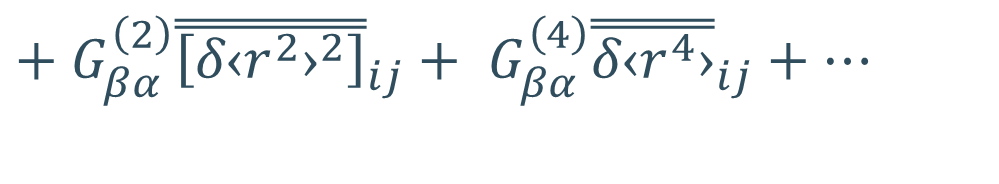 + G_{βα}^{(2)} \overline{\overline{[δ‹r^2›^2]}}_{ij} + G_{βα}^{(4)} \overline{\overline{δ‹r^4›}}_{ij} + ⋯